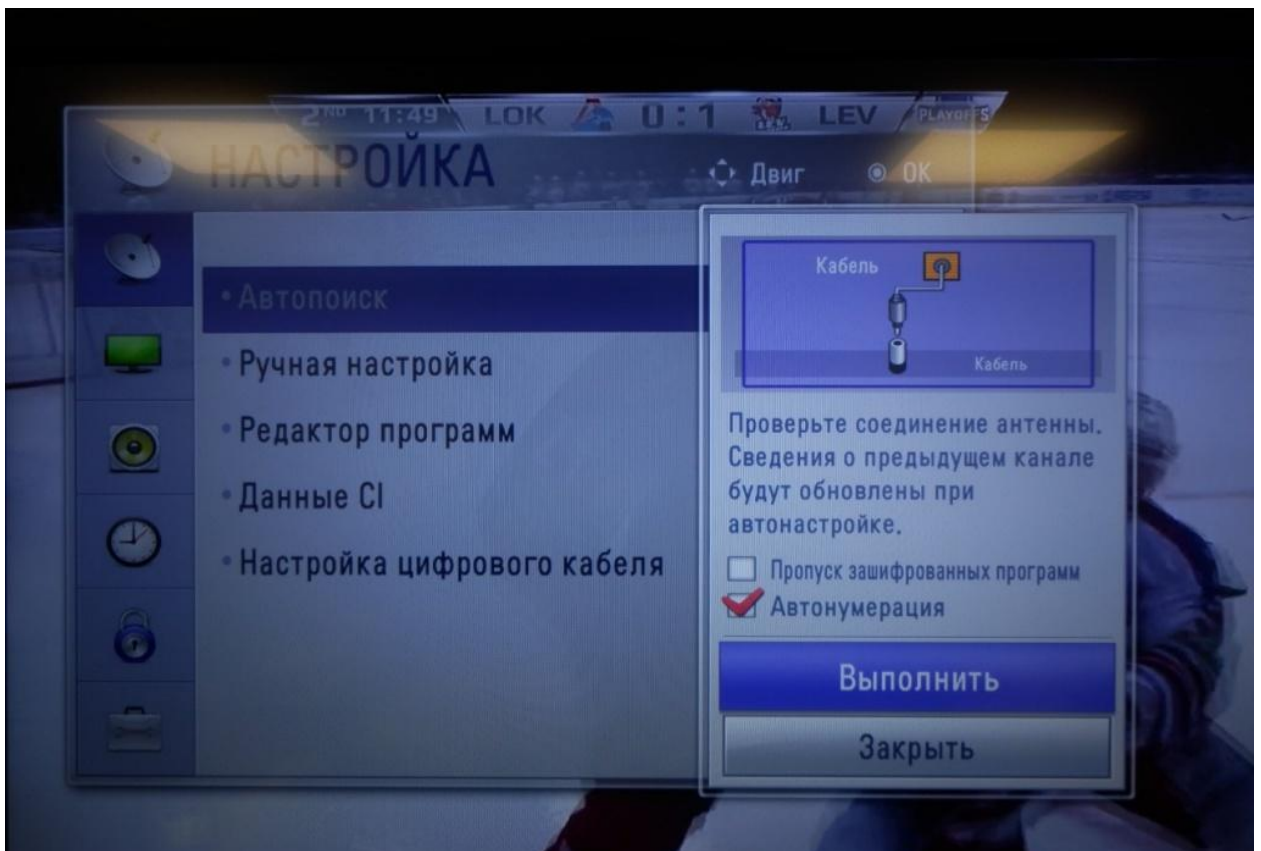 2ND 11:49 LOK 0:1 LEV PLAYOFFS
НАСТРОЙКА
Двиг
ОК
Автопоиск
Ручная настройка
Редактор программ
Данные CI
Настройка цифрового кабеля
Кабель
Кабель
Проверьте соединение антенны.
Сведения о предыдущем канале
будут обновлены при
автонастройке.
Пропуск зашифрованных программ
Автонумерация
Выполнить
Закрыть